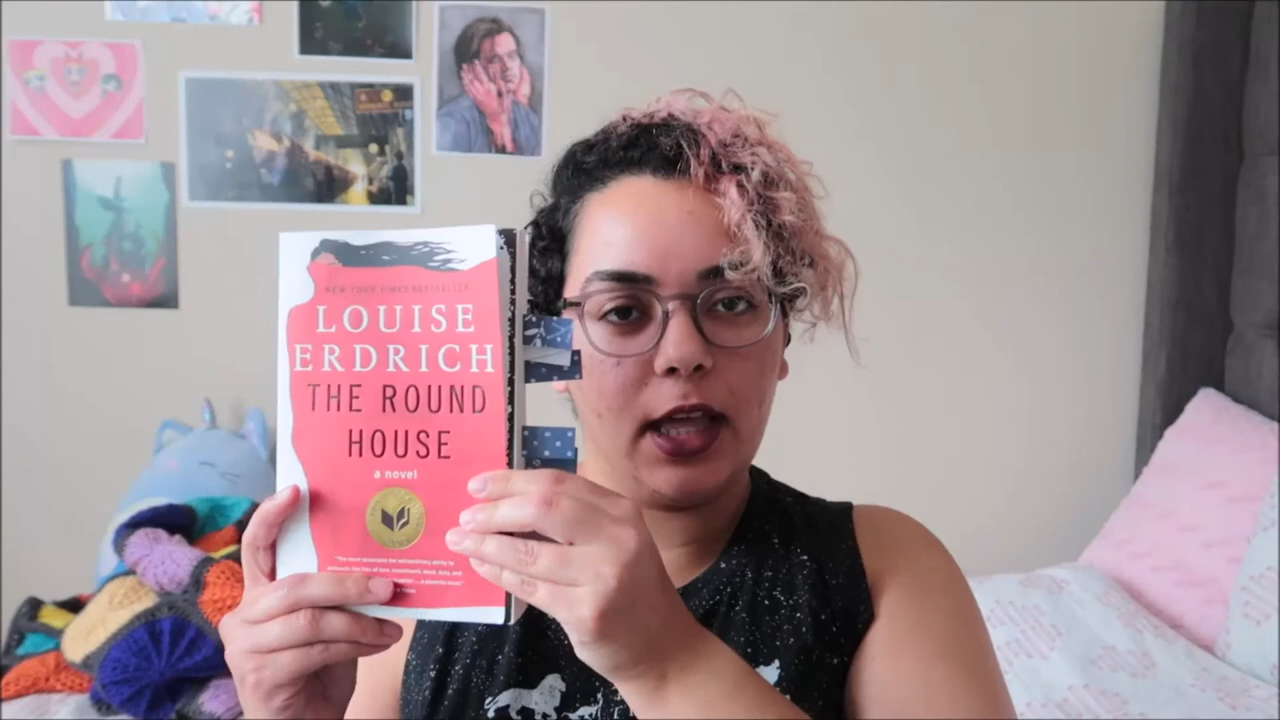 NEW YORK TIMES BESTSELLER
LOUISE
ERDRICH
THE ROUND
HOUSE
a novel